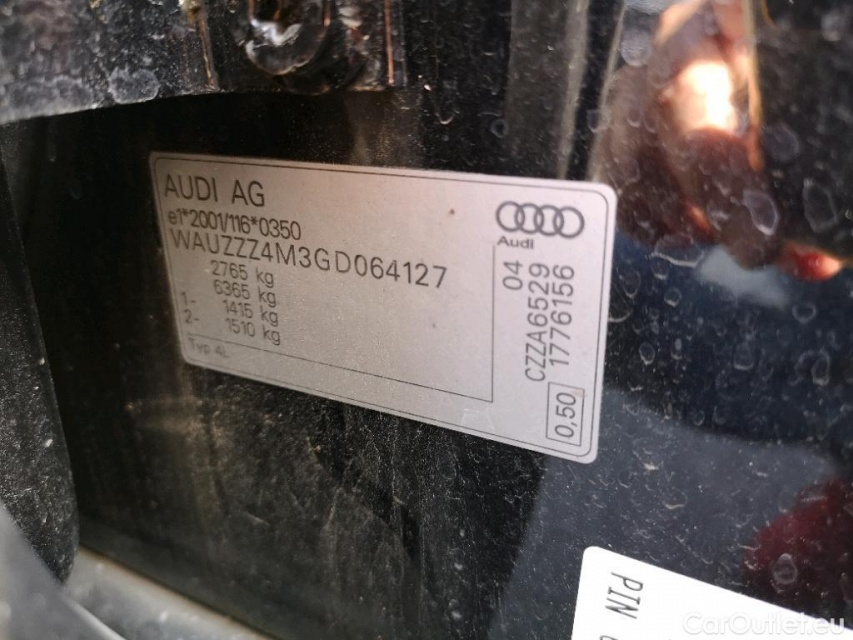 AUDI AG
e1*2001/116*0350
WAUZZZ4M3GD064127
2765 kg
6365 kg
1- 1415 kg
2- 1510 kg
Typ 4L
Audi
04
CZZA6529
1776156
0,50
PIN
CarOutlet.eu